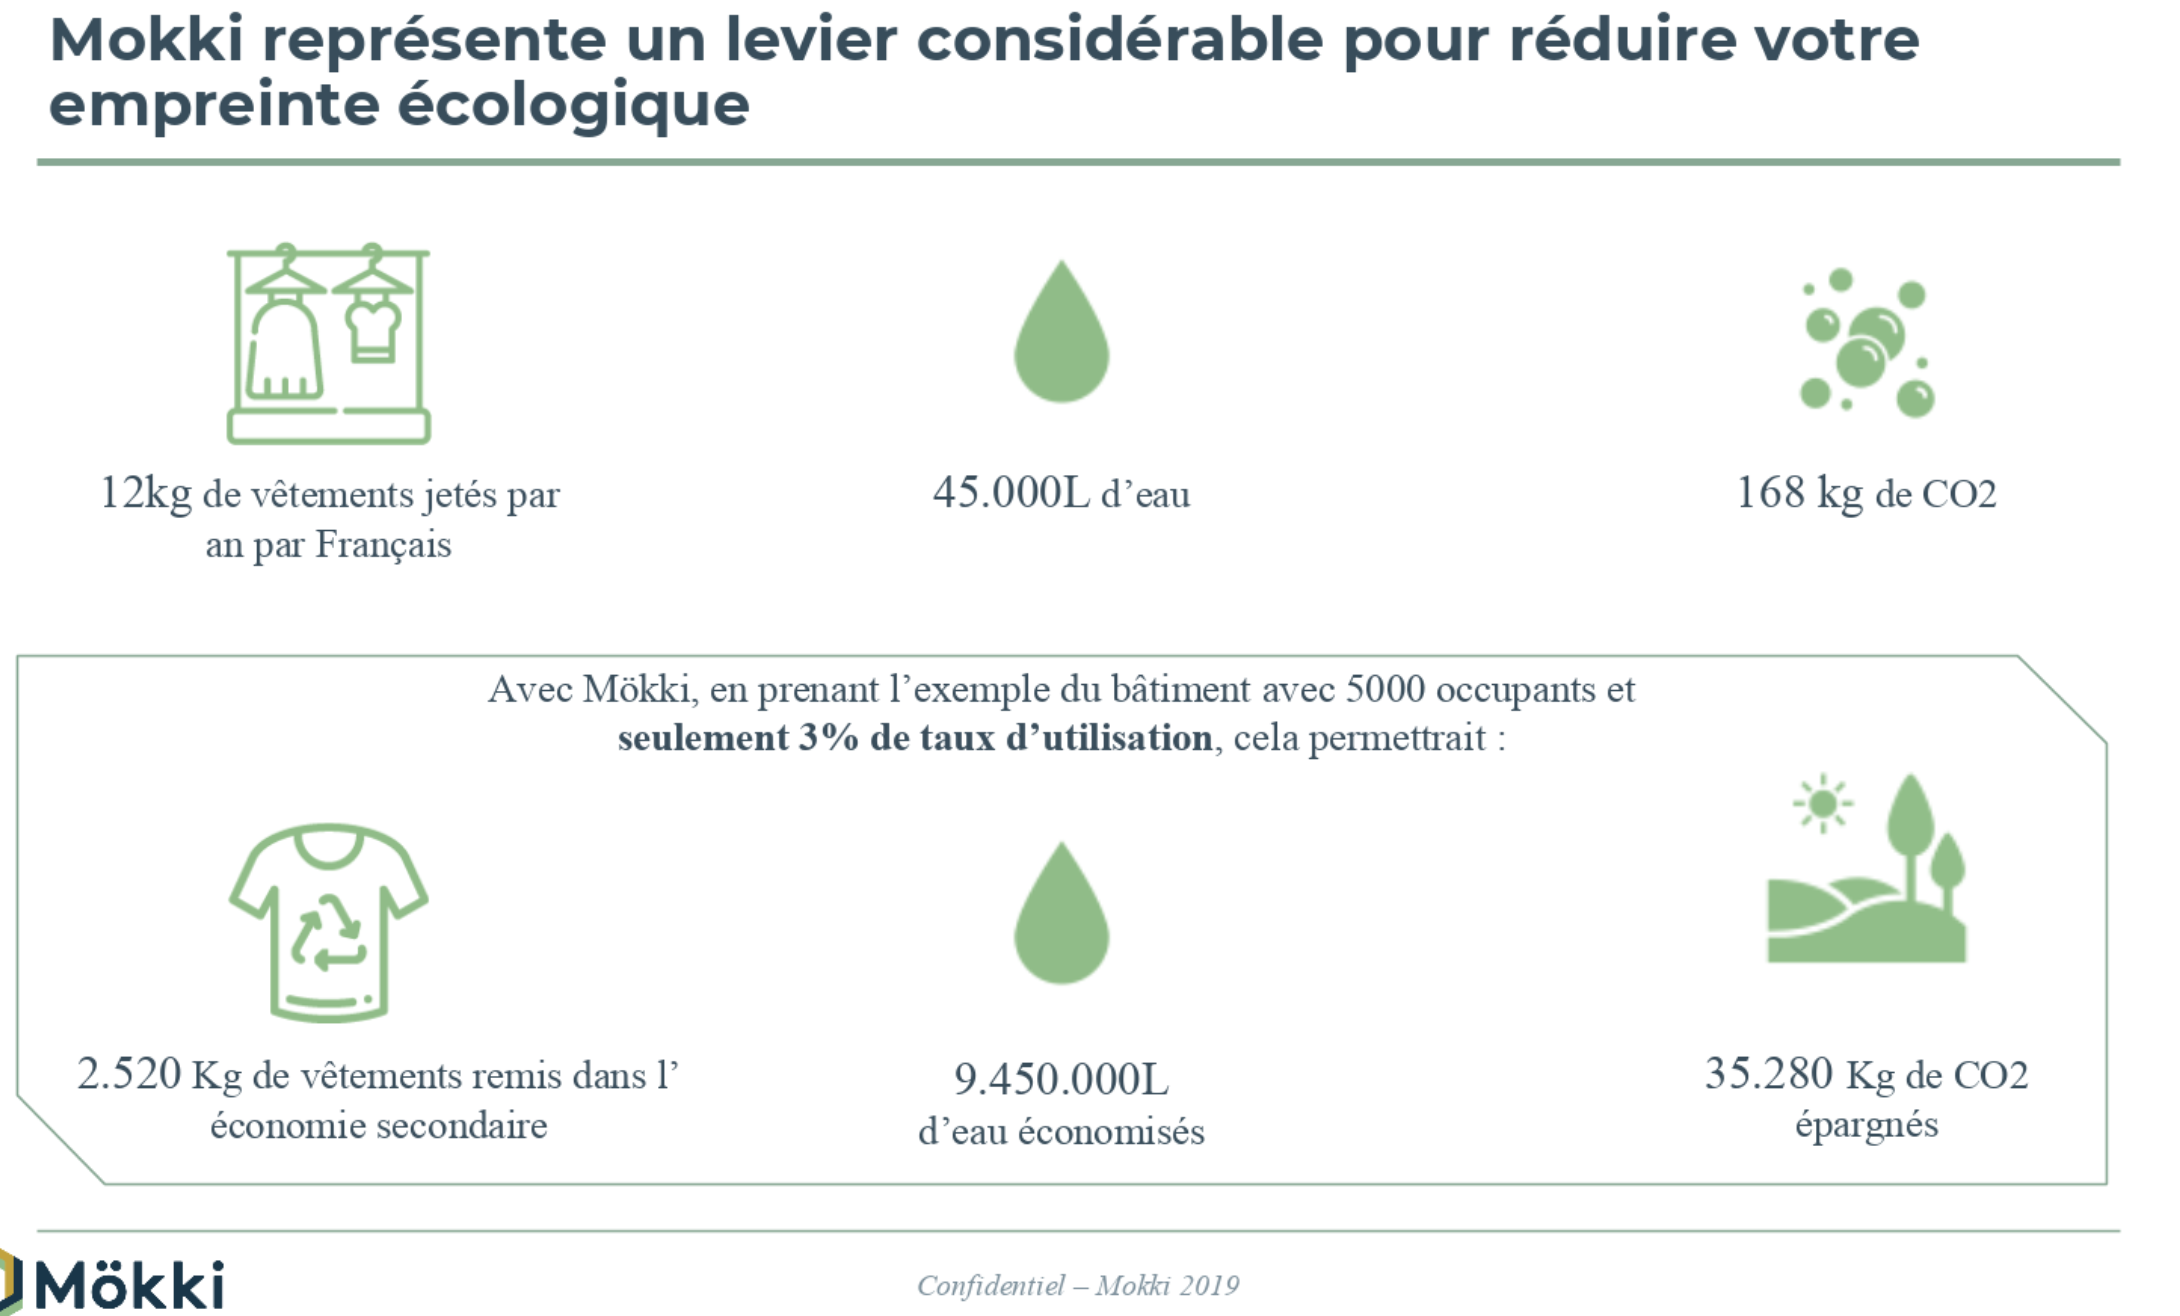 Mokki représente un levier considérable pour réduire votre
empreinte écologique
12kg de vêtements jetés par
an par Français
45.000L d’eau
168 kg de CO2
Avec Mökki, en prenant l’exemple du bâtiment avec 5000 occupants et
seulement 3% de taux d’utilisation, cela permettrait :
2.520 Kg de vêtements remis dans l’
économie secondaire
9.450.000L
d’eau économisés
35.280 Kg de CO2
épargnés
Mökki
Confidentiel – Mokki 2019